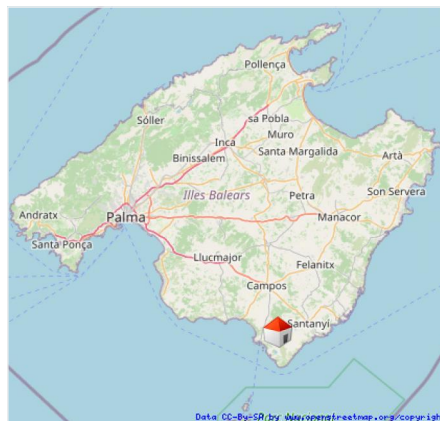 Pollença
sa Pobla
Sóller
Muro
Inca
Santa Margalida
Binissalem
Artà
Illes Balears
Petra
Son Servera
Andratx
Palma
Manacor
Santa Ponça
Llucmajor
Felanitx
Campos
Santanyí
Data CC-By-SA by www.openstreetmap.org/copyrigh